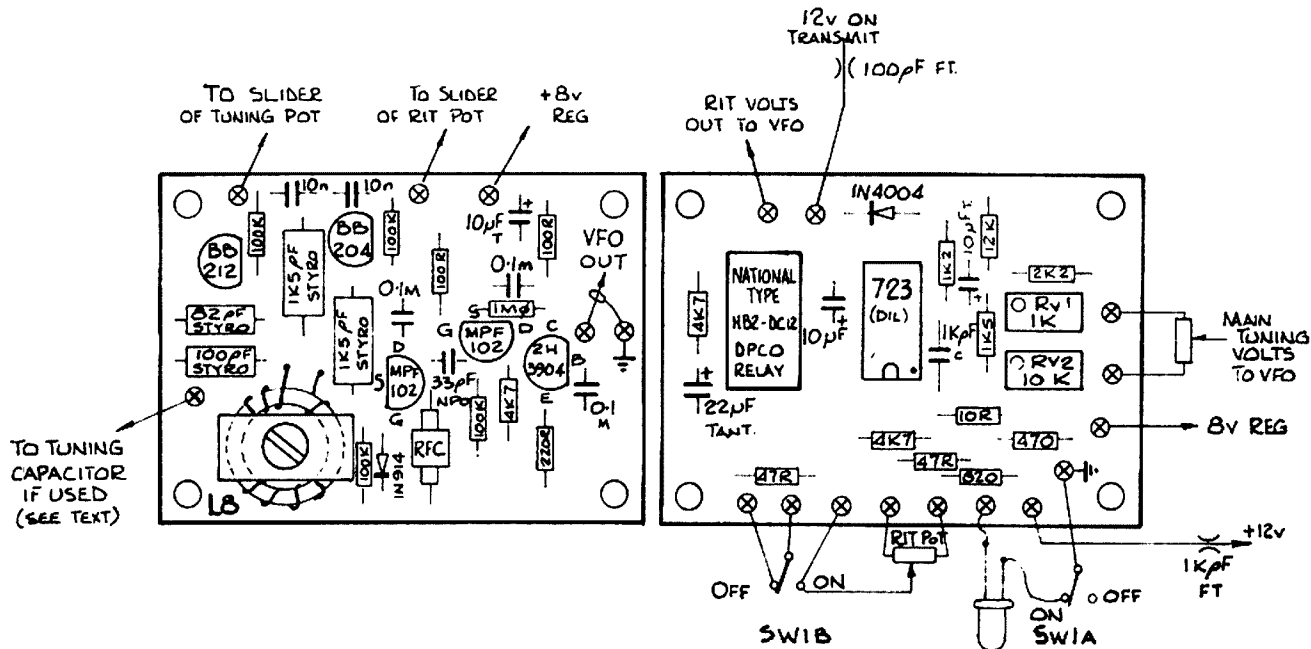 12V ON
TRANSMIT
100pF FT.
TO SLIDER
OF TUNING POT
TO SLIDER
OF RIT POT
+8V
REG
RIT VOLTS
OUT TO VFO
10n
10n
100K
BB
204
100K
BB
212
1K5pF
STYRO
10µF
T
+
100R
VFO
OUT
100R
0.1M
0.1M
1MΩ
82pF
STYRO
100pF
STYRO
1K5pF
STYRO
G
S
D
MPF
102
D
S
G
MPF
102
33pF
NPO
C
B
E
2N
3904
100K
4K7
220R
0.1
M
RFC
100K
1N914
L8
TO TUNING
CAPACITOR
IF USED
(SEE TEXT)
1N4004
NATIONAL
TYPE
HB2-DC12
DPCO
RELAY
4K7
+
22µF
TANT.
10µF
+
723
(DIL)
1K2
10µF
T
+
12K
1KpF
C
1K5
2K2
RV1
1K
RV2
10K
MAIN
TUNING
VOLTS
TO VFO
8V REG
10R
4K7
47R
470
820
47R
RIT POT
OFF
ON
SW1B
+12V
1KpF
FT
ON
OFF
SW1A